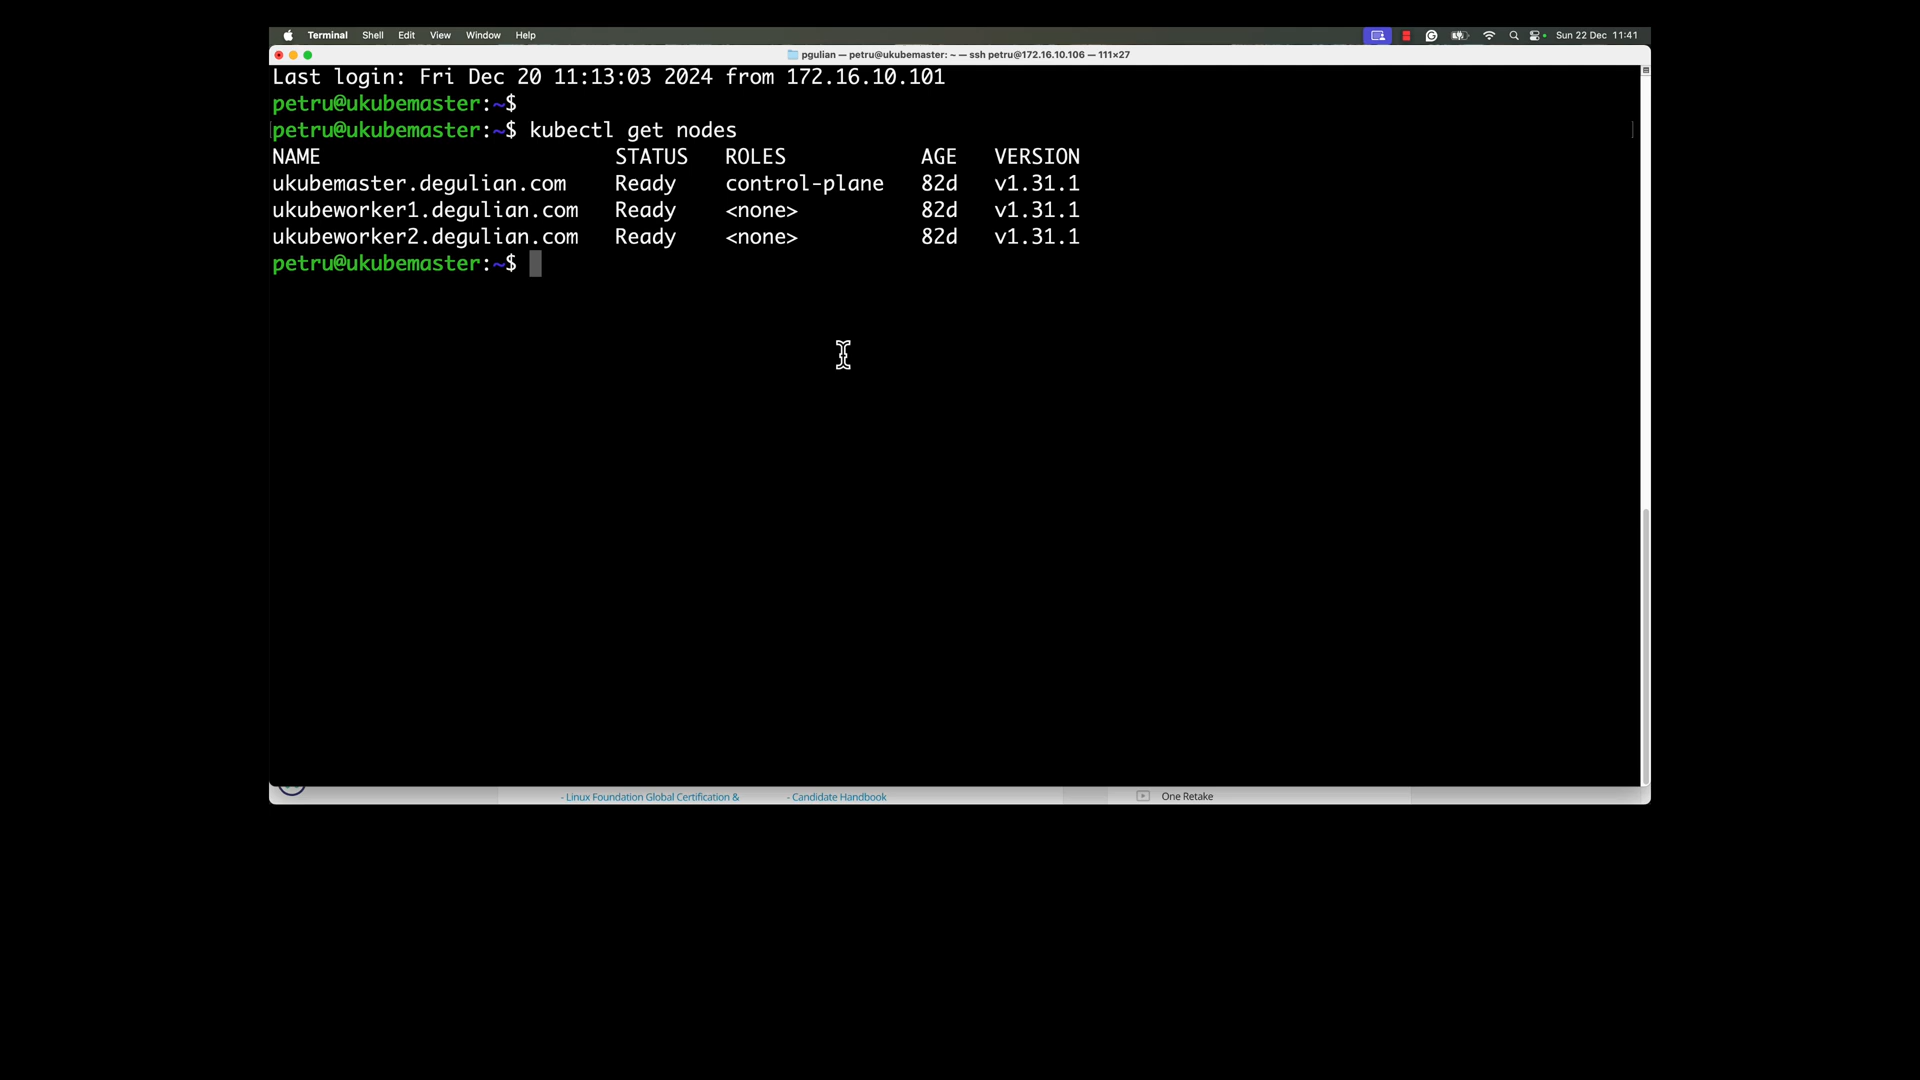 Terminal Shell Edit View Window Help Sun 22 Dec 11:41
pgulian — petru@ukubemaster: ~ — ssh petru@172.16.10.106 — 111×27
Last login: Fri Dec 20 11:13:03 2024 from 172.16.10.101
petru@ukubemaster:~$
petru@ukubemaster:~$ kubectl get nodes
NAME STATUS ROLES AGE VERSION
ukubemaster.degulian.com Ready control-plane 82d v1.31.1
ukubeworker1.degulian.com Ready <none> 82d v1.31.1
ukubeworker2.degulian.com Ready <none> 82d v1.31.1
petru@ukubemaster:~$
- Linux Foundation Global Certification & - Candidate Handbook One Retake